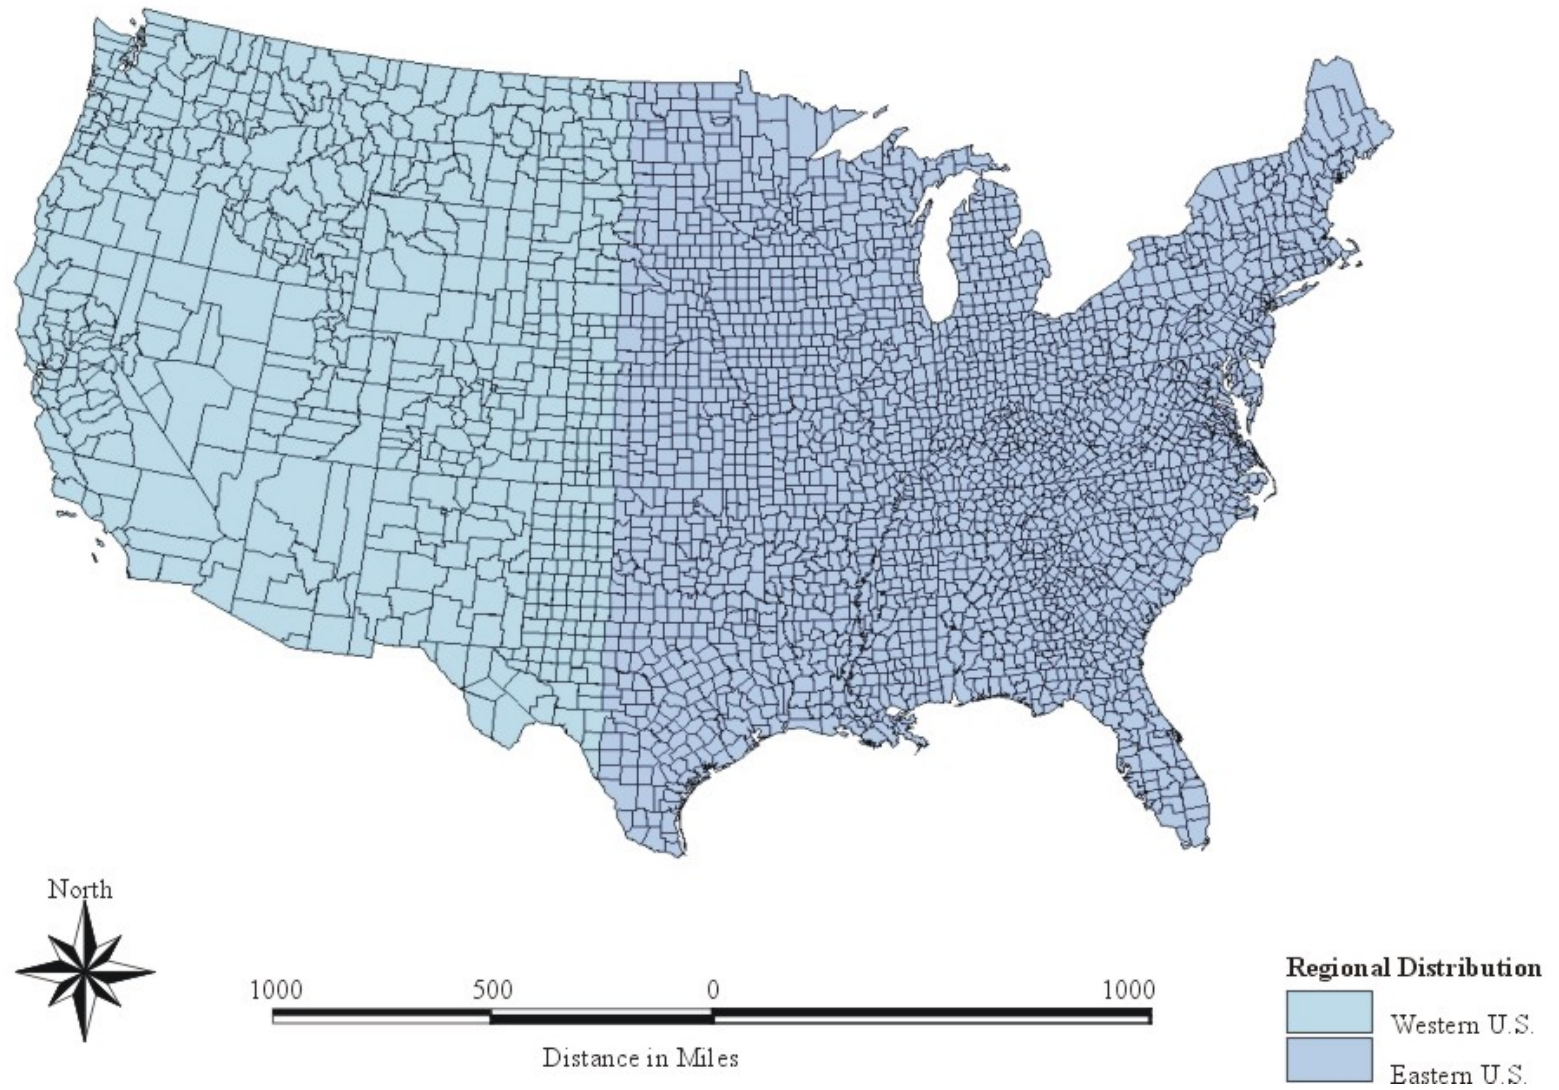 North
1000 500 0 1000
Distance in Miles
Regional Distribution
Western U.S.
Eastern U.S.